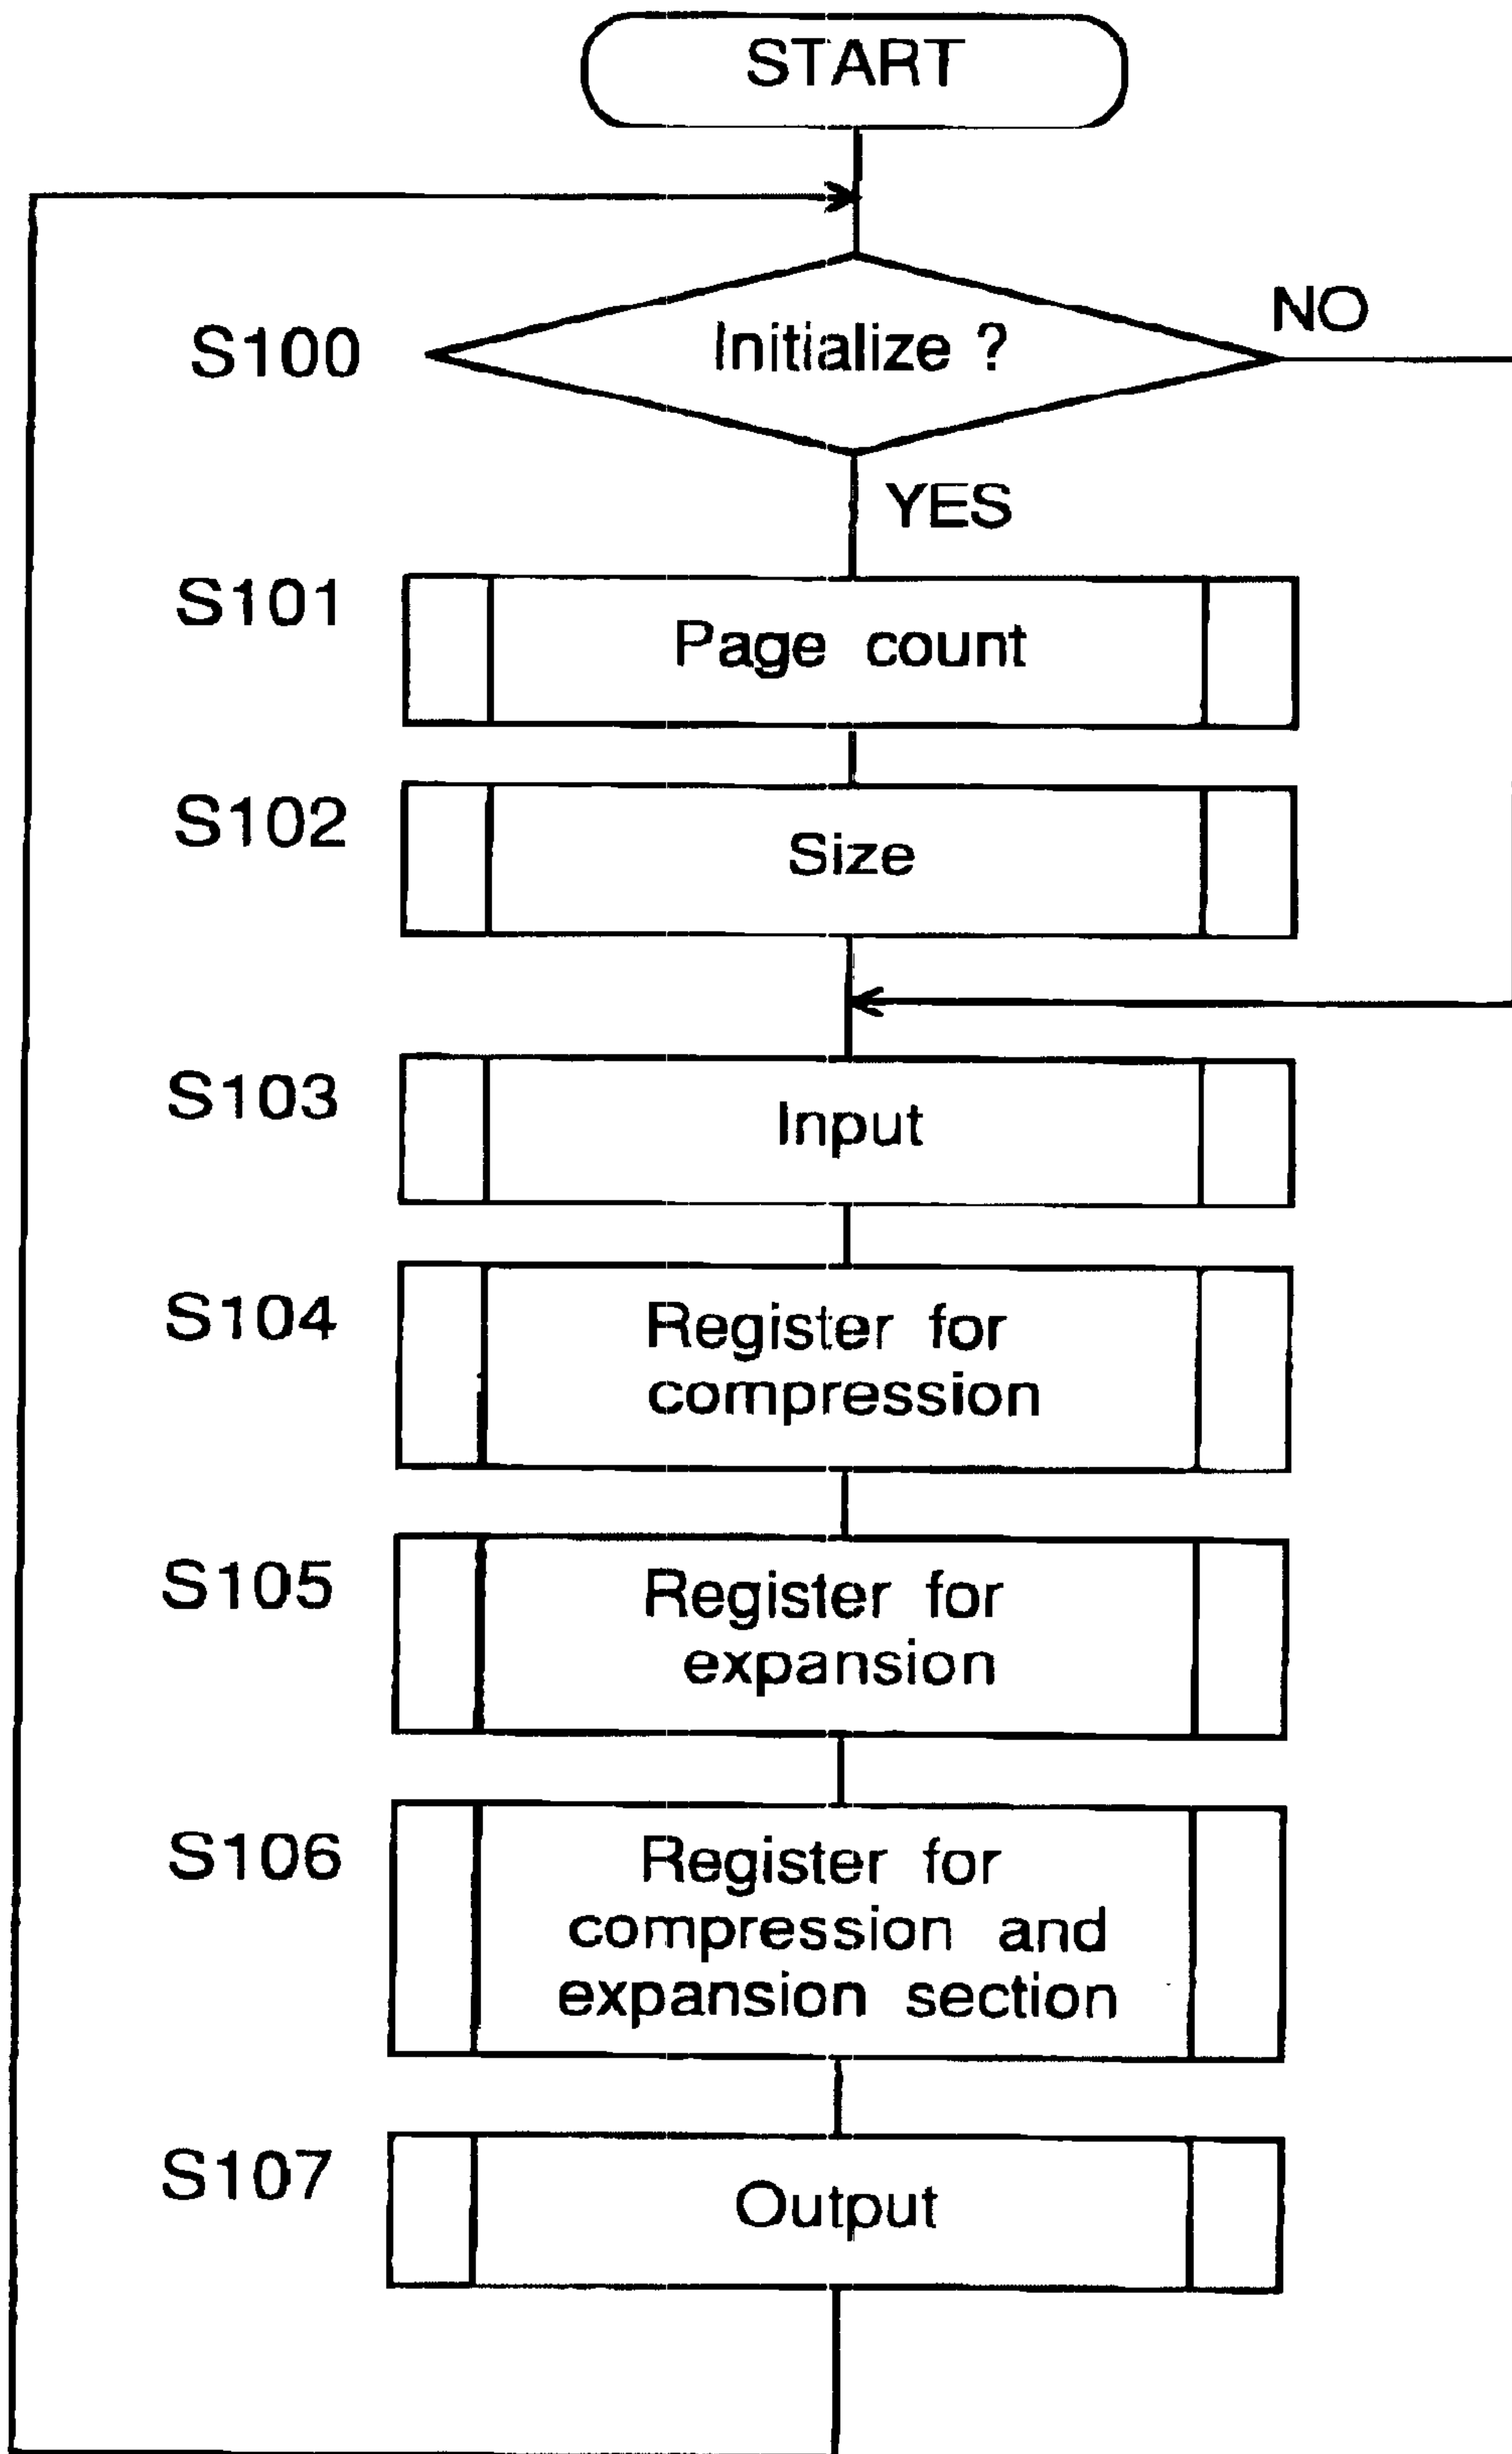 START
S100
Initialize ?
NO
YES
S101
Page count
S102
Size
S103
Input
S104
Register for
compression
S105
Register for
expansion
S106
Register for
compression and
expansion section
S107
Output